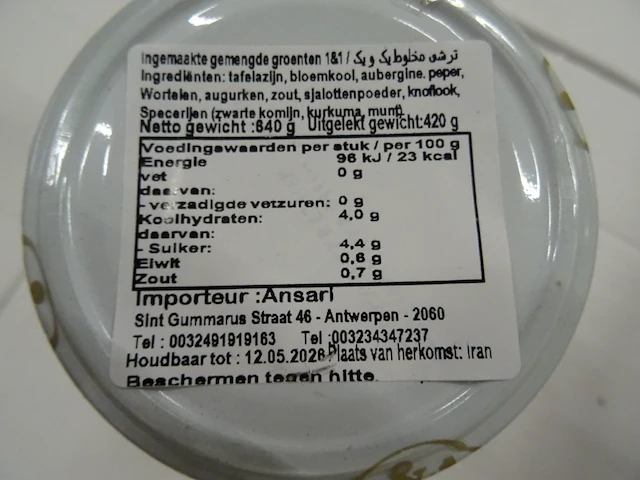 Ingemaakte gemengde groenten 1&1 / ترشی مخلوط یک و یک
Ingrediënten: tafelazijn, bloemkool, aubergine. peper,
Wortelen, augurken, zout, sjalottenpoeder, knoflook,
Specerijen (zwarte komijn, kurkuma, munt)
Netto gewicht :640 g Uitgelekt gewicht:420 g
Voedingswaarden per stuk / per 100 g
Energie 96 kJ / 23 kcal
vet 0 g
daarvan:
- verzadigde vetzuren: 0 g
Koolhydraten: 4,0 g
daarvan:
- Suiker: 4,4 g
Eiwit 0,6 g
Zout 0,7 g
Importeur :Ansari
Sint Gummarus Straat 46 - Antwerpen - 2060
Tel : 0032491919163 Tel :003234347237
Houdbaar tot : 12.05.2026 Plaats van herkomst: Iran
Beschermen tegen hitte